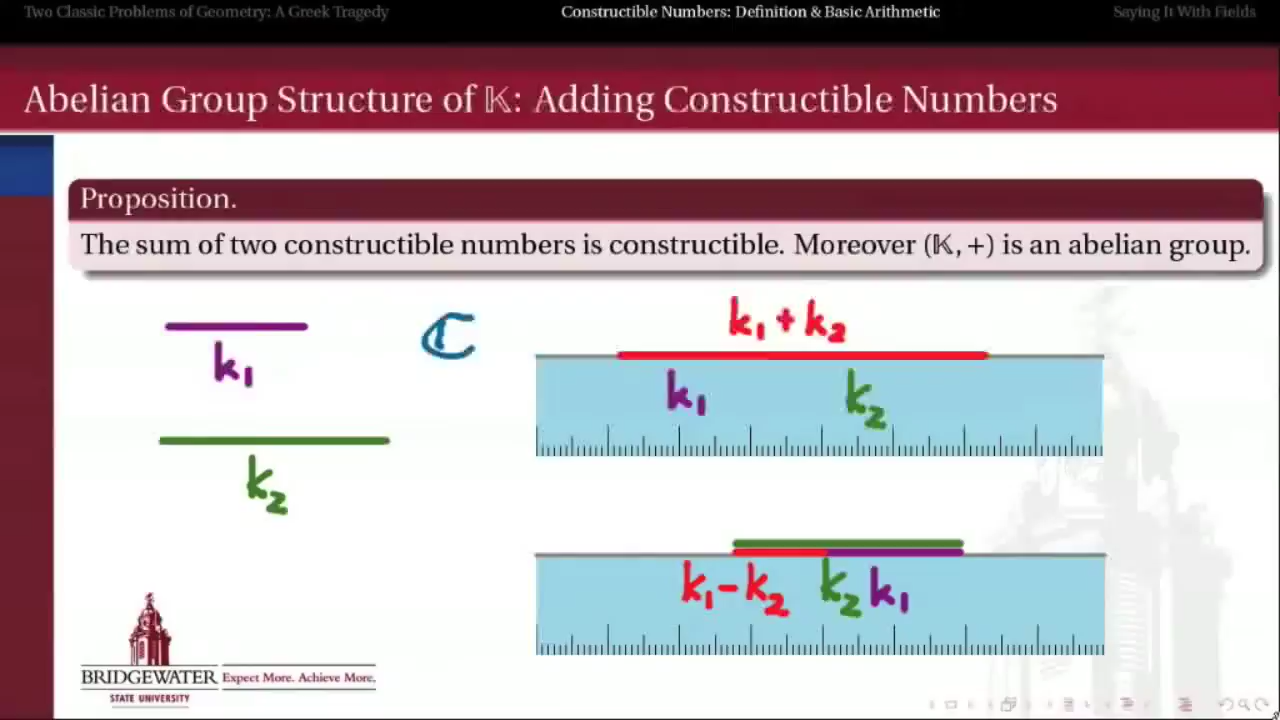 Two Classic Problems of Geometry: A Greek Tragedy
Constructible Numbers: Definition & Basic Arithmetic
Saying It With Fields
Abelian Group Structure of 𝕂: Adding Constructible Numbers
Proposition.
The sum of two constructible numbers is constructible. Moreover (𝕂, +) is an abelian group.
k₁
ℂ
k₂
k₁ + k₂
k₁ k₂
k₁ - k₂ k₂ k₁
BRIDGEWATER
STATE UNIVERSITY
Expect More. Achieve More.